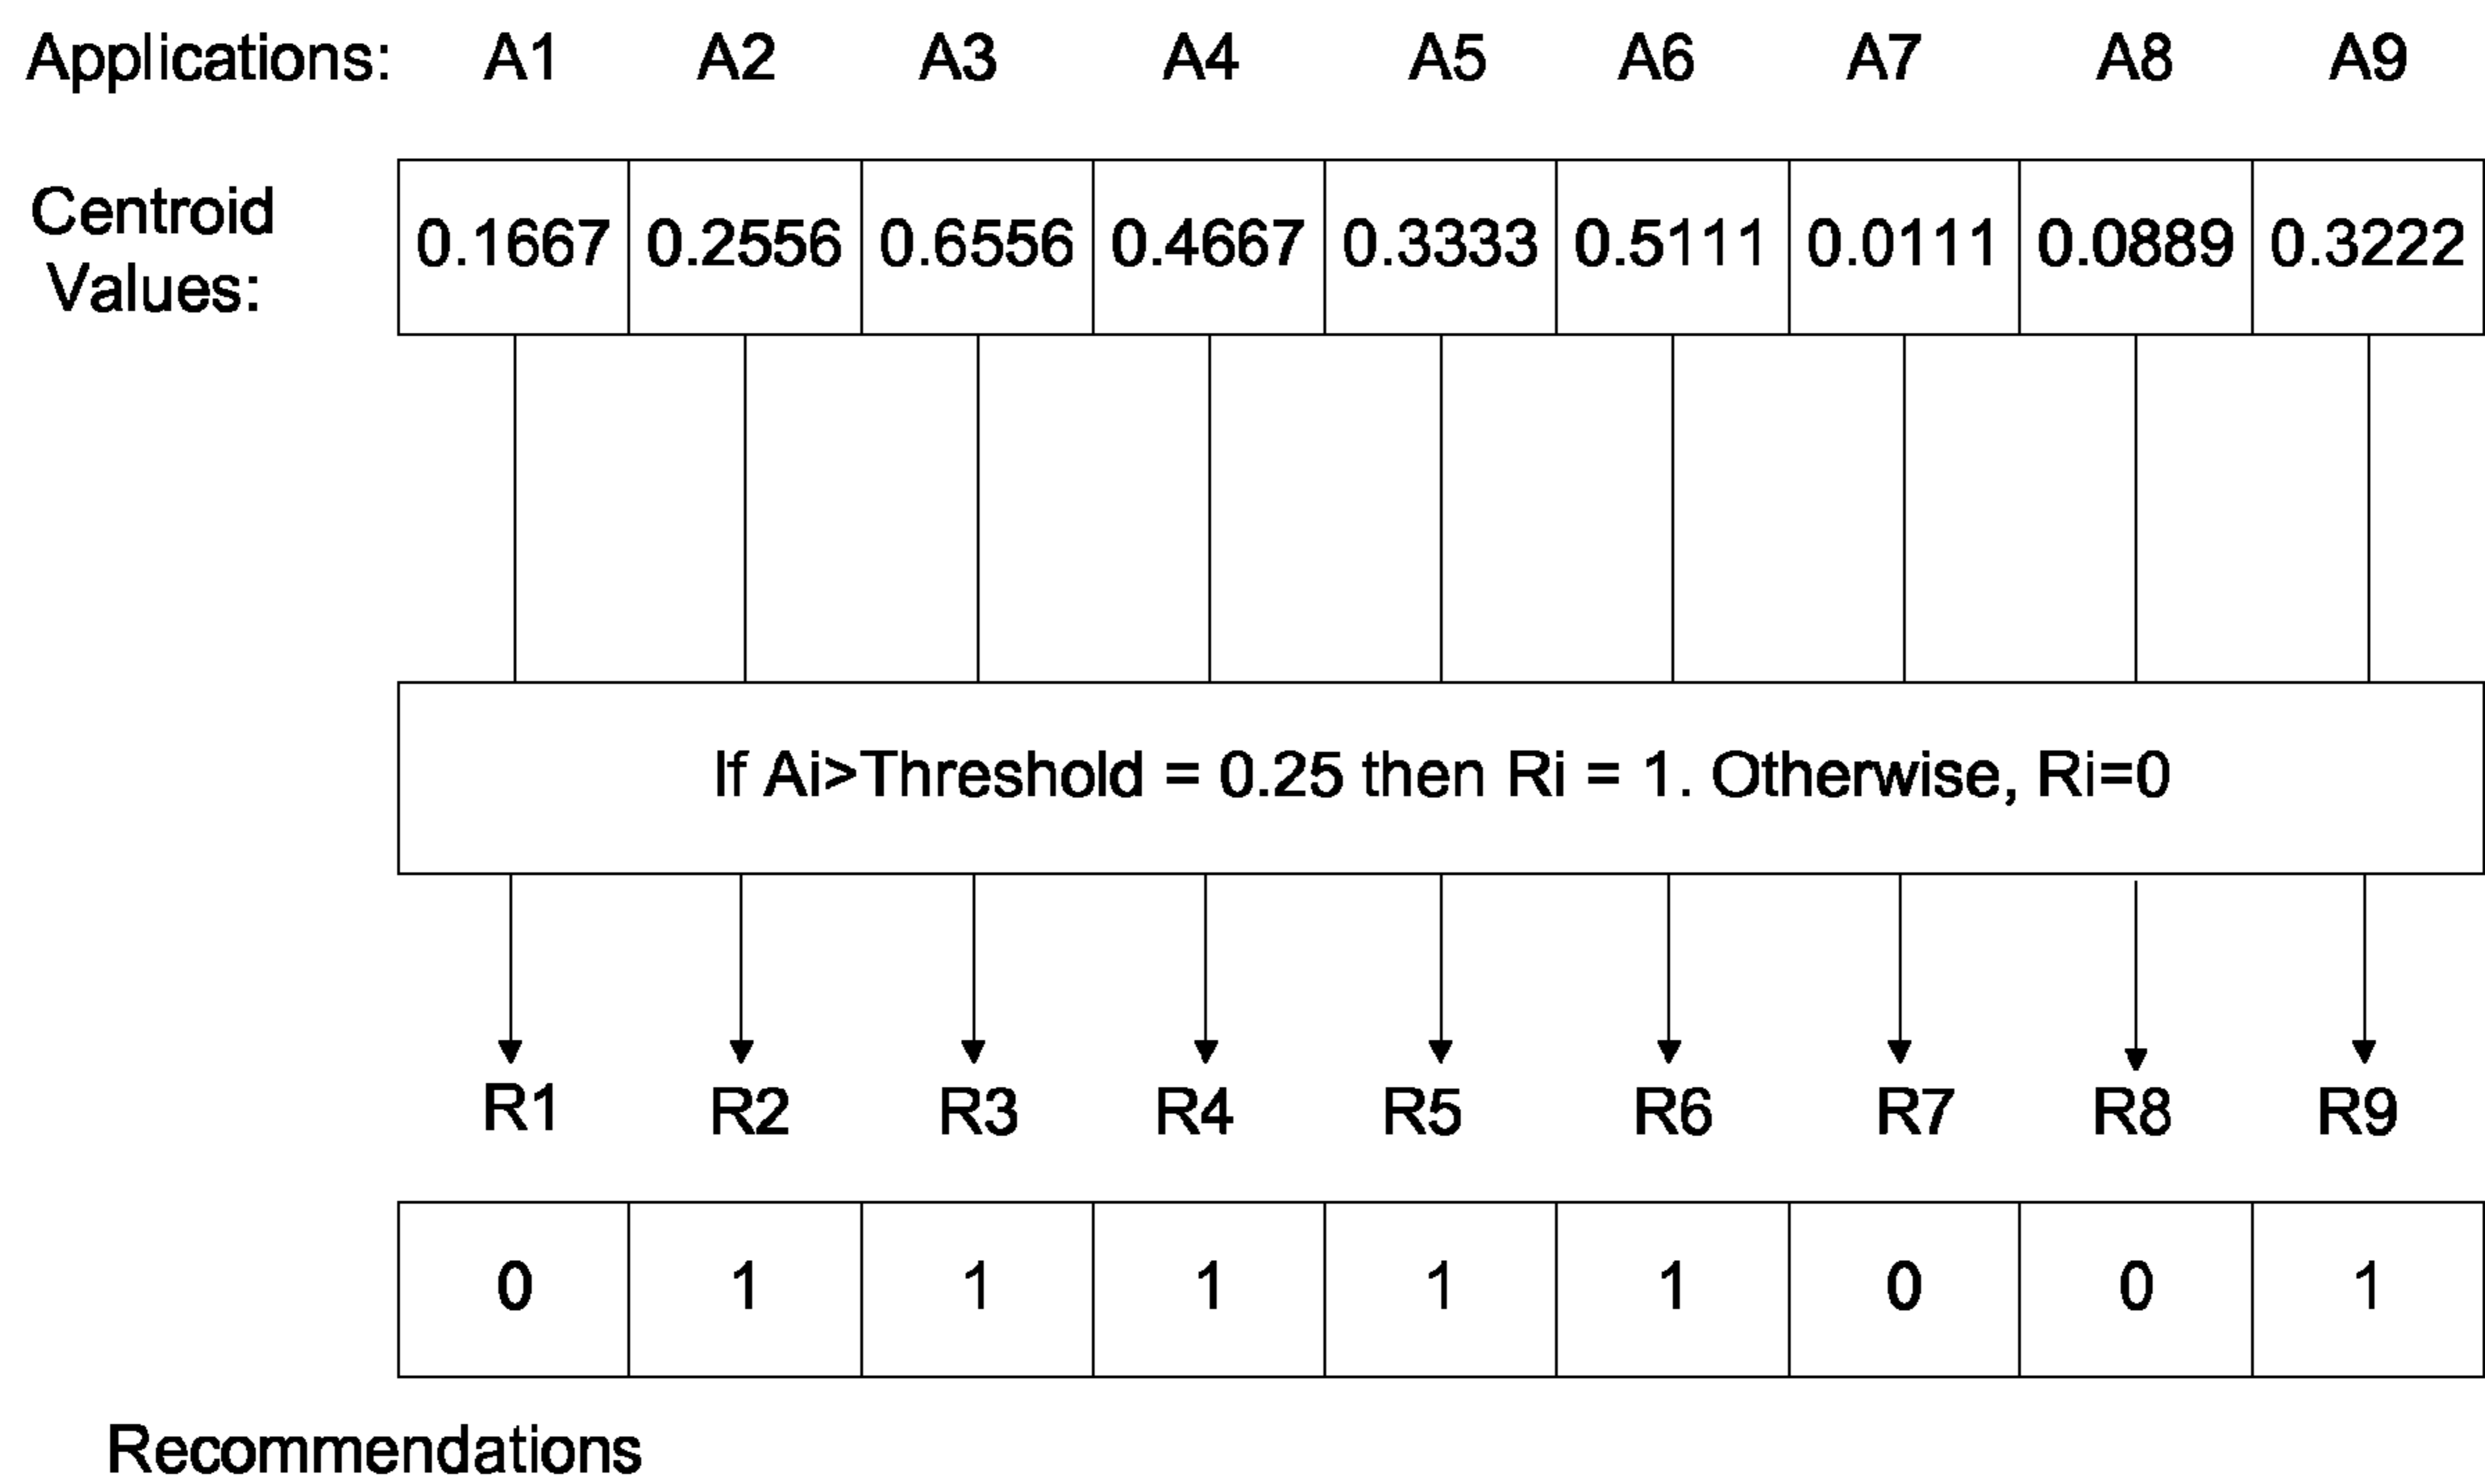 Applications: A1 A2 A3 A4 A5 A6 A7 A8 A9
Centroid
Values:
0.1667 0.2556 0.6556 0.4667 0.3333 0.5111 0.0111 0.0889 0.3222
If Ai>Threshold = 0.25 then Ri = 1. Otherwise, Ri=0
R1 R2 R3 R4 R5 R6 R7 R8 R9
0 1 1 1 1 1 0 0 1
Recommendations